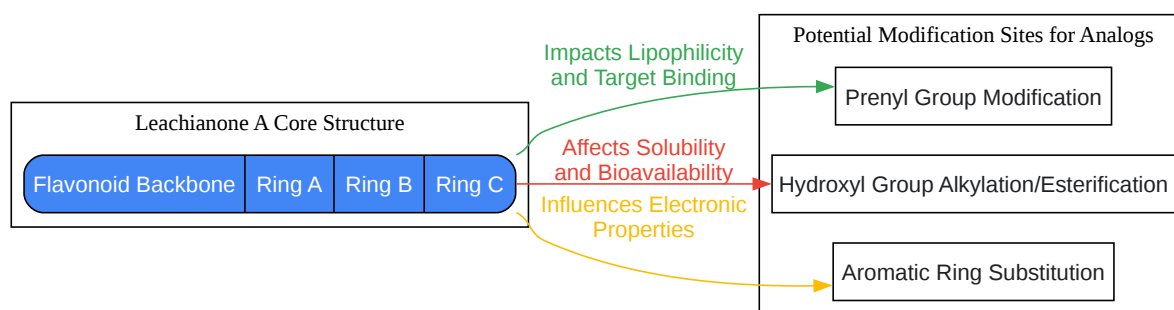 Potential Modification Sites for Analogs
Impacts Lipophilicity
and Target Binding
Prenyl Group Modification
Leachianone A Core Structure
Flavonoid Backbone Ring A Ring B Ring C
Affects Solubility
and Bioavailability
Hydroxyl Group Alkylation/Esterification
Influences Electronic
Properties
Aromatic Ring Substitution